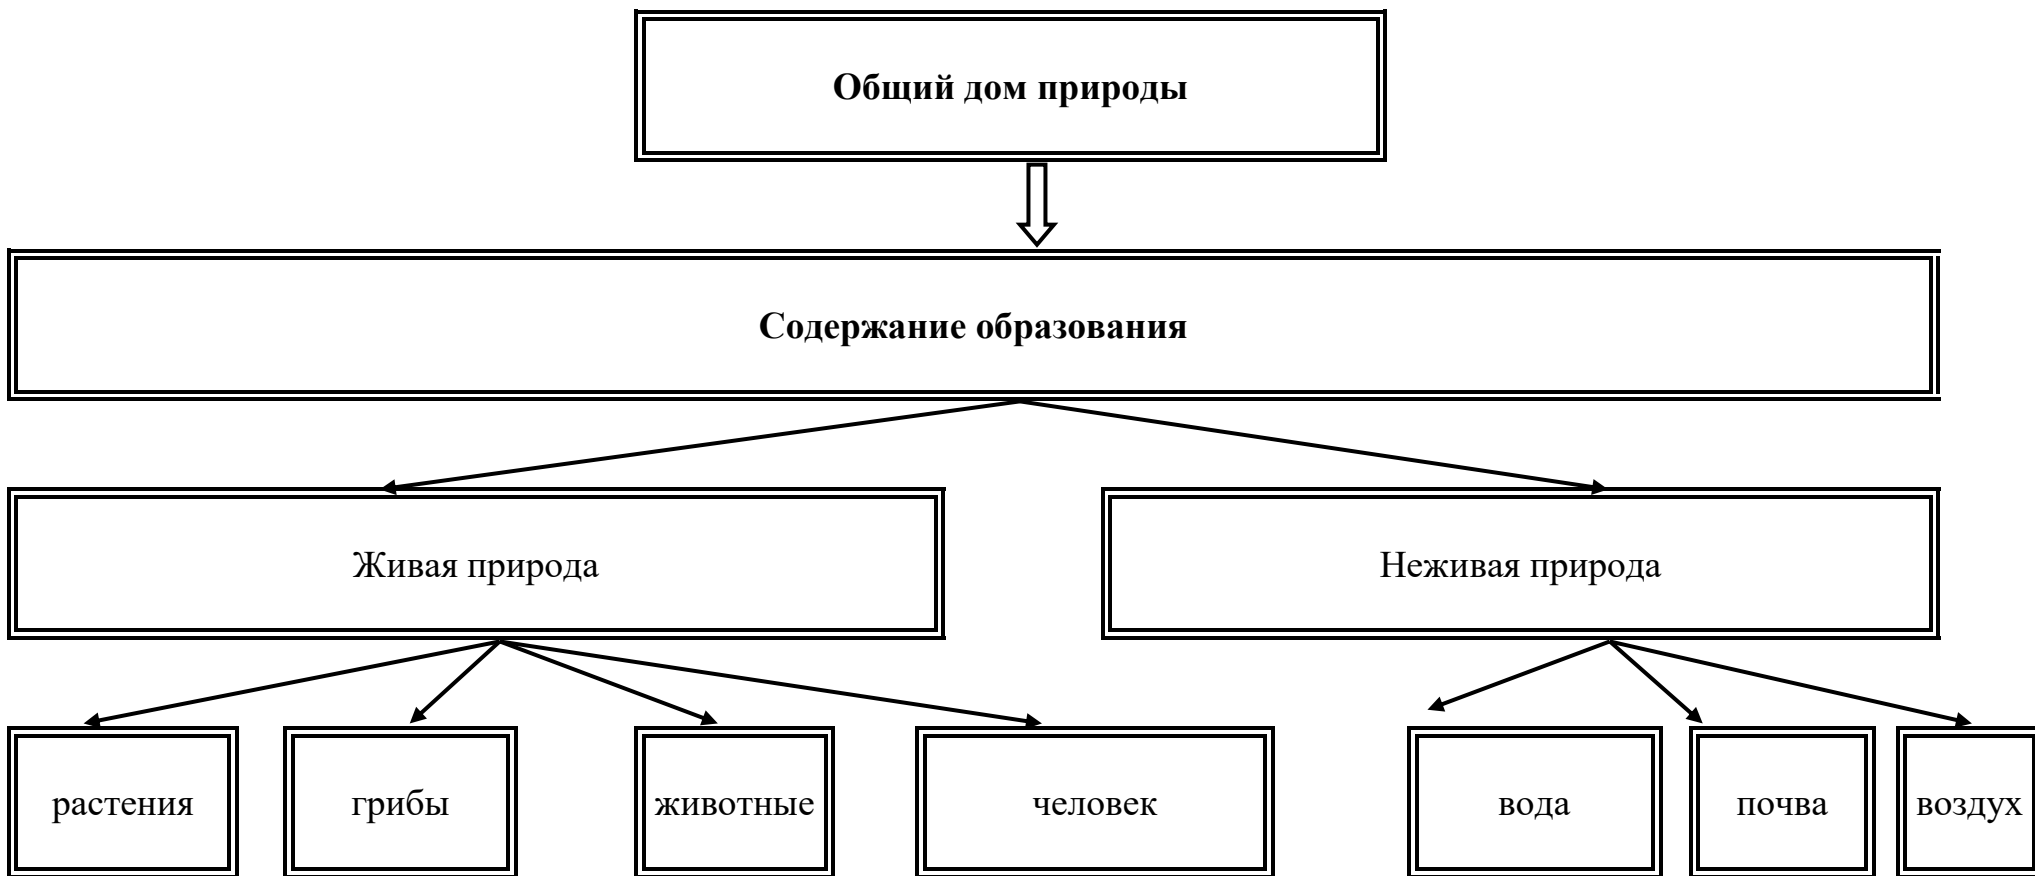 Общий дом природы
Содержание образования
Живая природа
Неживая природа
растения
грибы
животные
человек
вода
почва
воздух